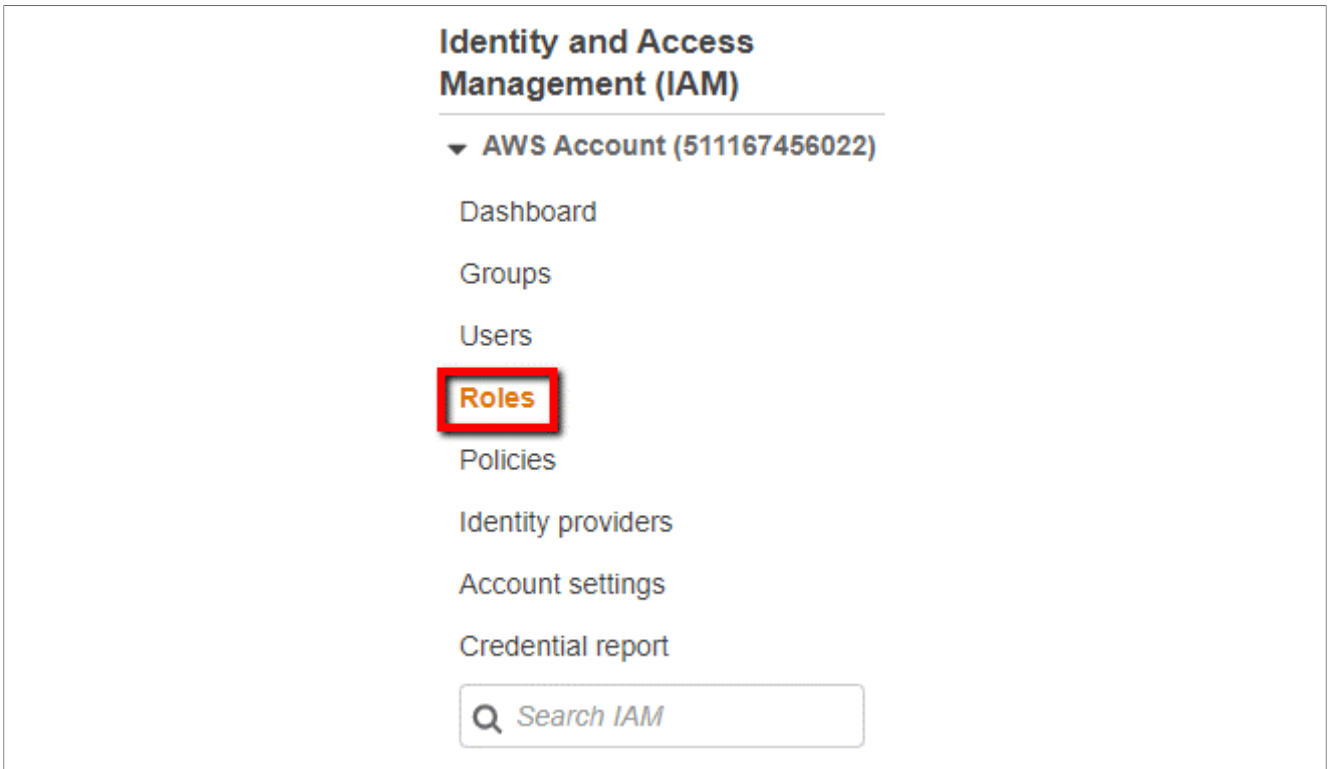 Identity and Access
Management (IAM)
AWS Account (511167456022)
Dashboard
Groups
Users
Roles
Policies
Identity providers
Account settings
Credential report
Search IAM